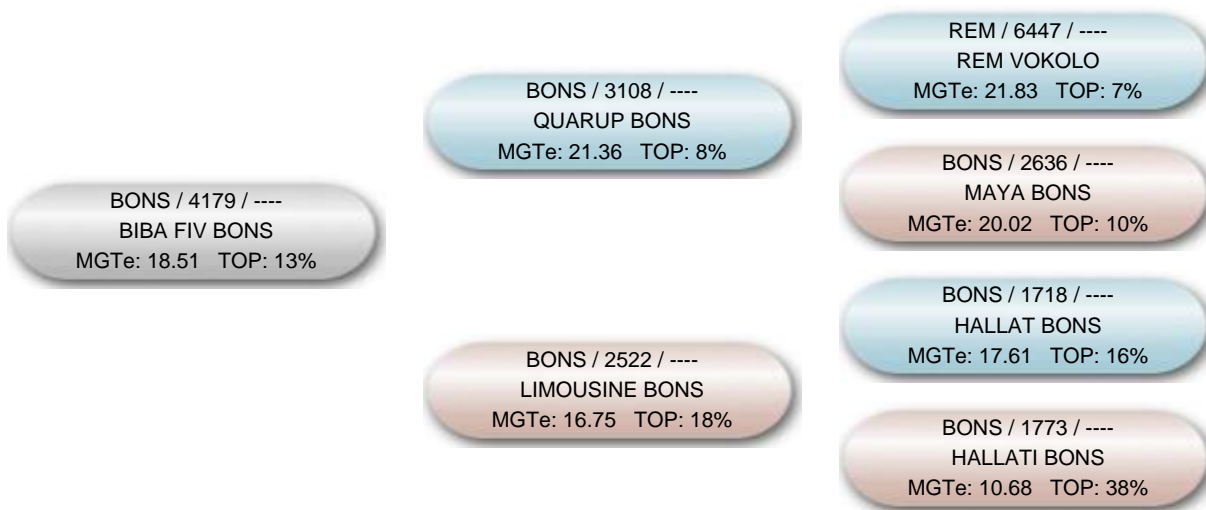 BONS / 4179 / ----
BIBA FIV BONS
MGTe: 18.51 TOP: 13%
BONS / 3108 / ----
QUARUP BONS
MGTe: 21.36 TOP: 8%
BONS / 2522 / ----
LIMOUSINE BONS
MGTe: 16.75 TOP: 18%
REM / 6447 / ----
REM VOKOLO
MGTe: 21.83 TOP: 7%
BONS / 2636 / ----
MAYA BONS
MGTe: 20.02 TOP: 10%
BONS / 1718 / ----
HALLAT BONS
MGTe: 17.61 TOP: 16%
BONS / 1773 / ----
HALLATI BONS
MGTe: 10.68 TOP: 38%